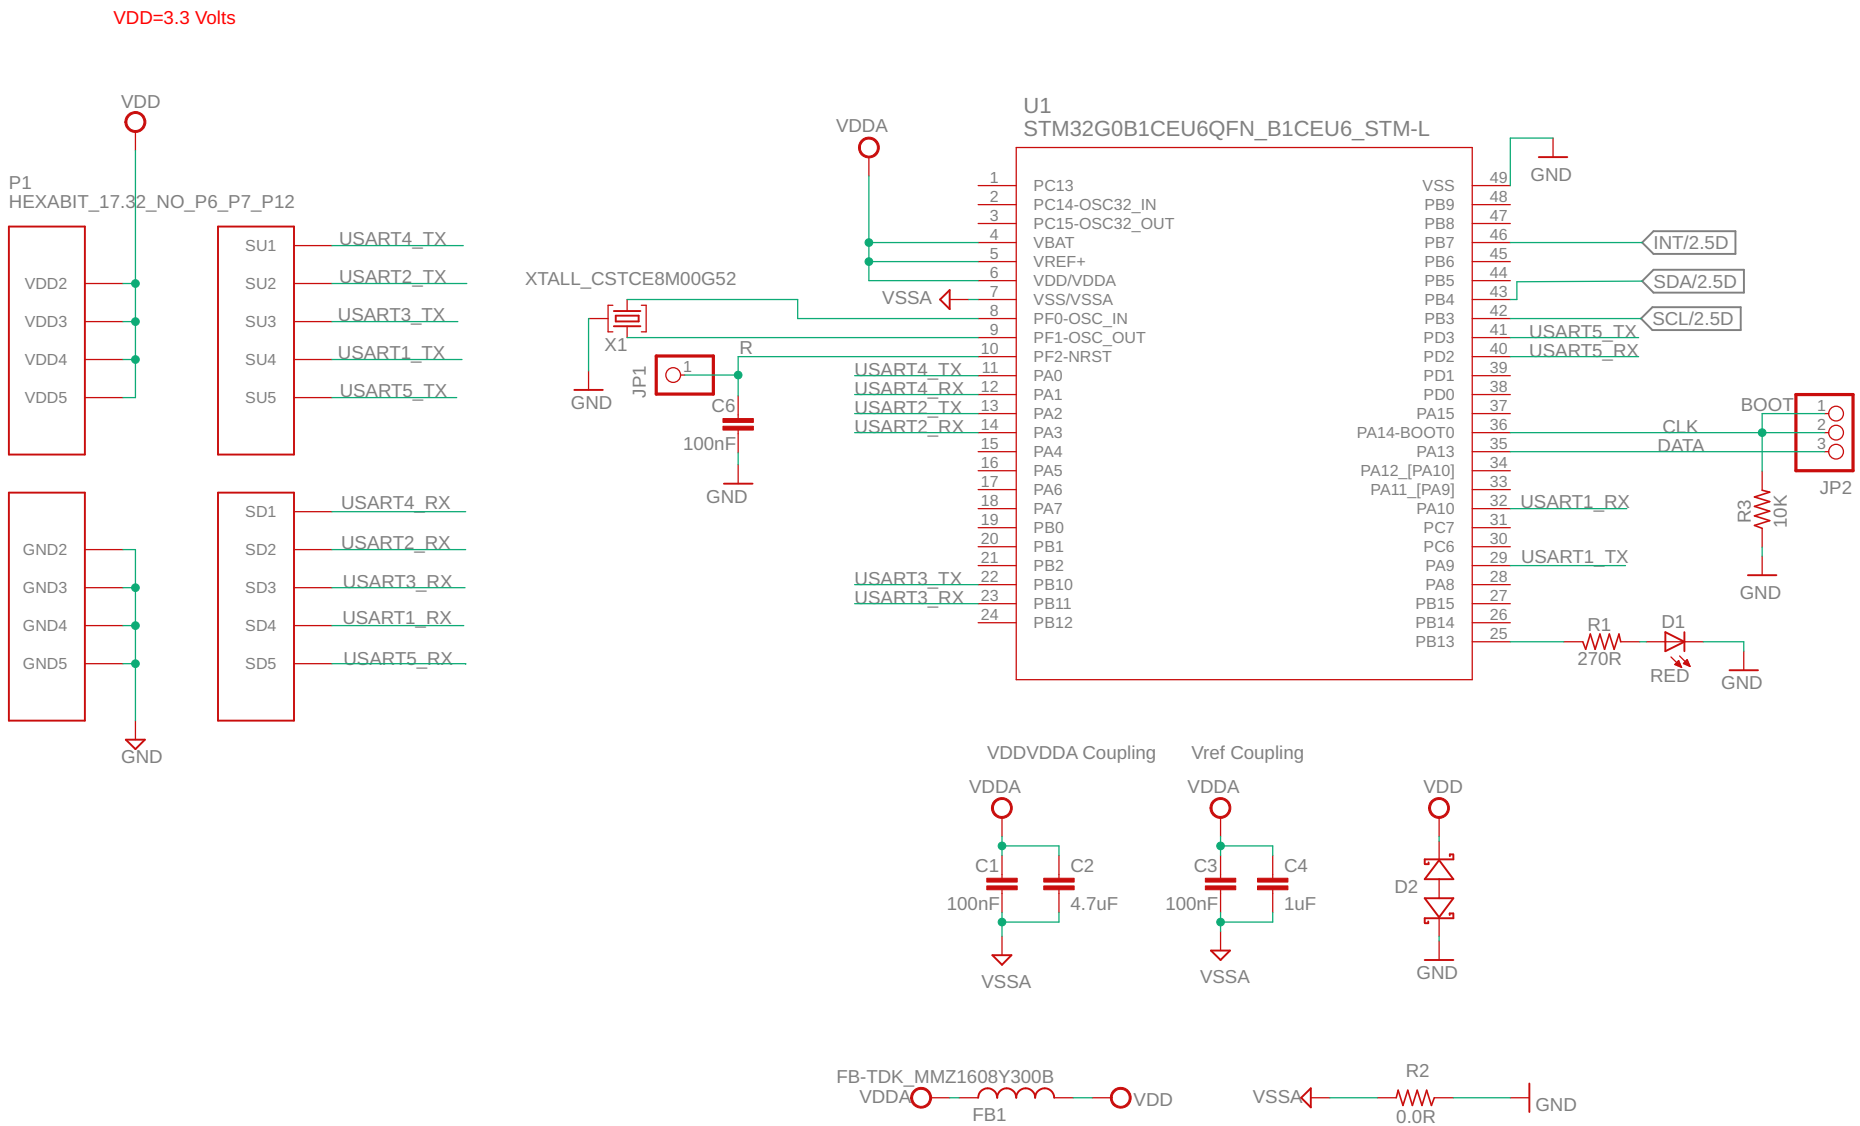 VDD=3.3 Volts
VDD
P1
HEXABIT_17.32_NO_P6_P7_P12
VDD2
VDD3
VDD4
VDD5
SU1 USART4_TX
SU2 USART2_TX
SU3 USART3_TX
SU4 USART1_TX
SU5 USART5_TX
GND2
GND3
GND4
GND5
GND
SD1 USART4_RX
SD2 USART2_RX
SD3 USART3_RX
SD4 USART1_RX
SD5 USART5_RX
VDDA
XTALL_CSTCE8M00G52
X1
GND
VSSA
JP1
1
R
C6
100nF
GND
USART4_TX
USART4_RX
USART2_TX
USART2_RX
USART3_TX
USART3_RX
U1
STM32G0B1CEU6QFN_B1CEU6_STM-L
1 PC13
2 PC14-OSC32_IN
3 PC15-OSC32_OUT
4 VBAT
5 VREF+
6 VDD/VDDA
7 VSS/VSSA
8 PF0-OSC_IN
9 PF1-OSC_OUT
10 PF2-NRST
11 PA0
12 PA1
13 PA2
14 PA3
15 PA4
16 PA5
17 PA6
18 PA7
19 PB0
20 PB1
21 PB2
22 PB10
23 PB11
24 PB12
VSS 49
PB9 48
PB8 47
PB7 46
PB6 45
PB5 44
PB4 43
PB3 42
PD3 41
PD2 40
PD1 39
PD0 38
PA15 37
PA14-BOOT0 36
PA13 35
PA12_[PA10] 34
PA11_[PA9] 33
PA10 32
PC7 31
PC6 30
PA9 29
PA8 28
PB15 27
PB14 26
PB13 25
GND
INT/2.5D
SDA/2.5D
SCL/2.5D
USART5_TX
USART5_RX
BOOT
CLK
DATA
1
2
3
JP2
R3
10K
GND
USART1_RX
USART1_TX
R1
270R
D1
RED
GND
VDDVDDA Coupling
VDDA
C1
100nF
C2
4.7uF
VSSA
Vref Coupling
VDDA
C3
100nF
C4
1uF
VSSA
VDD
D2
GND
FB-TDK_MMZ1608Y300B
VDDA
FB1
VDD
VSSA
R2
0.0R
GND